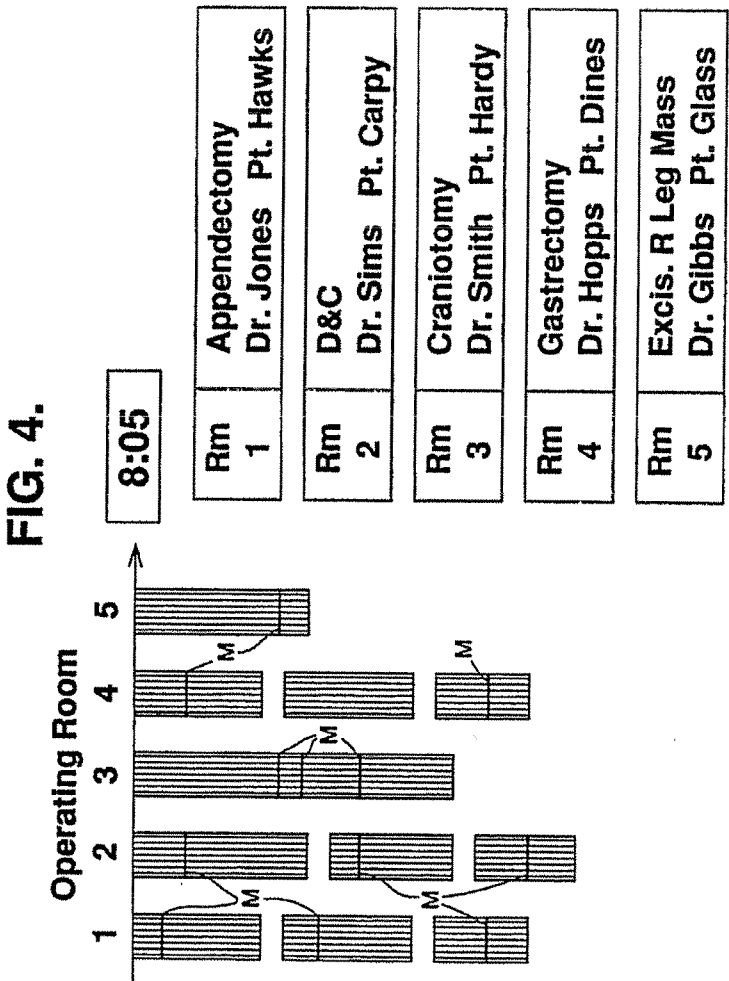 FIG. 4.
Operating Room
1 2 3 4 5
M
M
M
M
M
8:05
Rm
1
Appendectomy
Dr. Jones Pt. Hawks
Rm
2
D&C
Dr. Sims Pt. Carpy
Rm
3
Craniotomy
Dr. Smith Pt. Hardy
Rm
4
Gastrectomy
Dr. Hopps Pt. Dines
Rm
5
Excis. R Leg Mass
Dr. Gibbs Pt. Glass